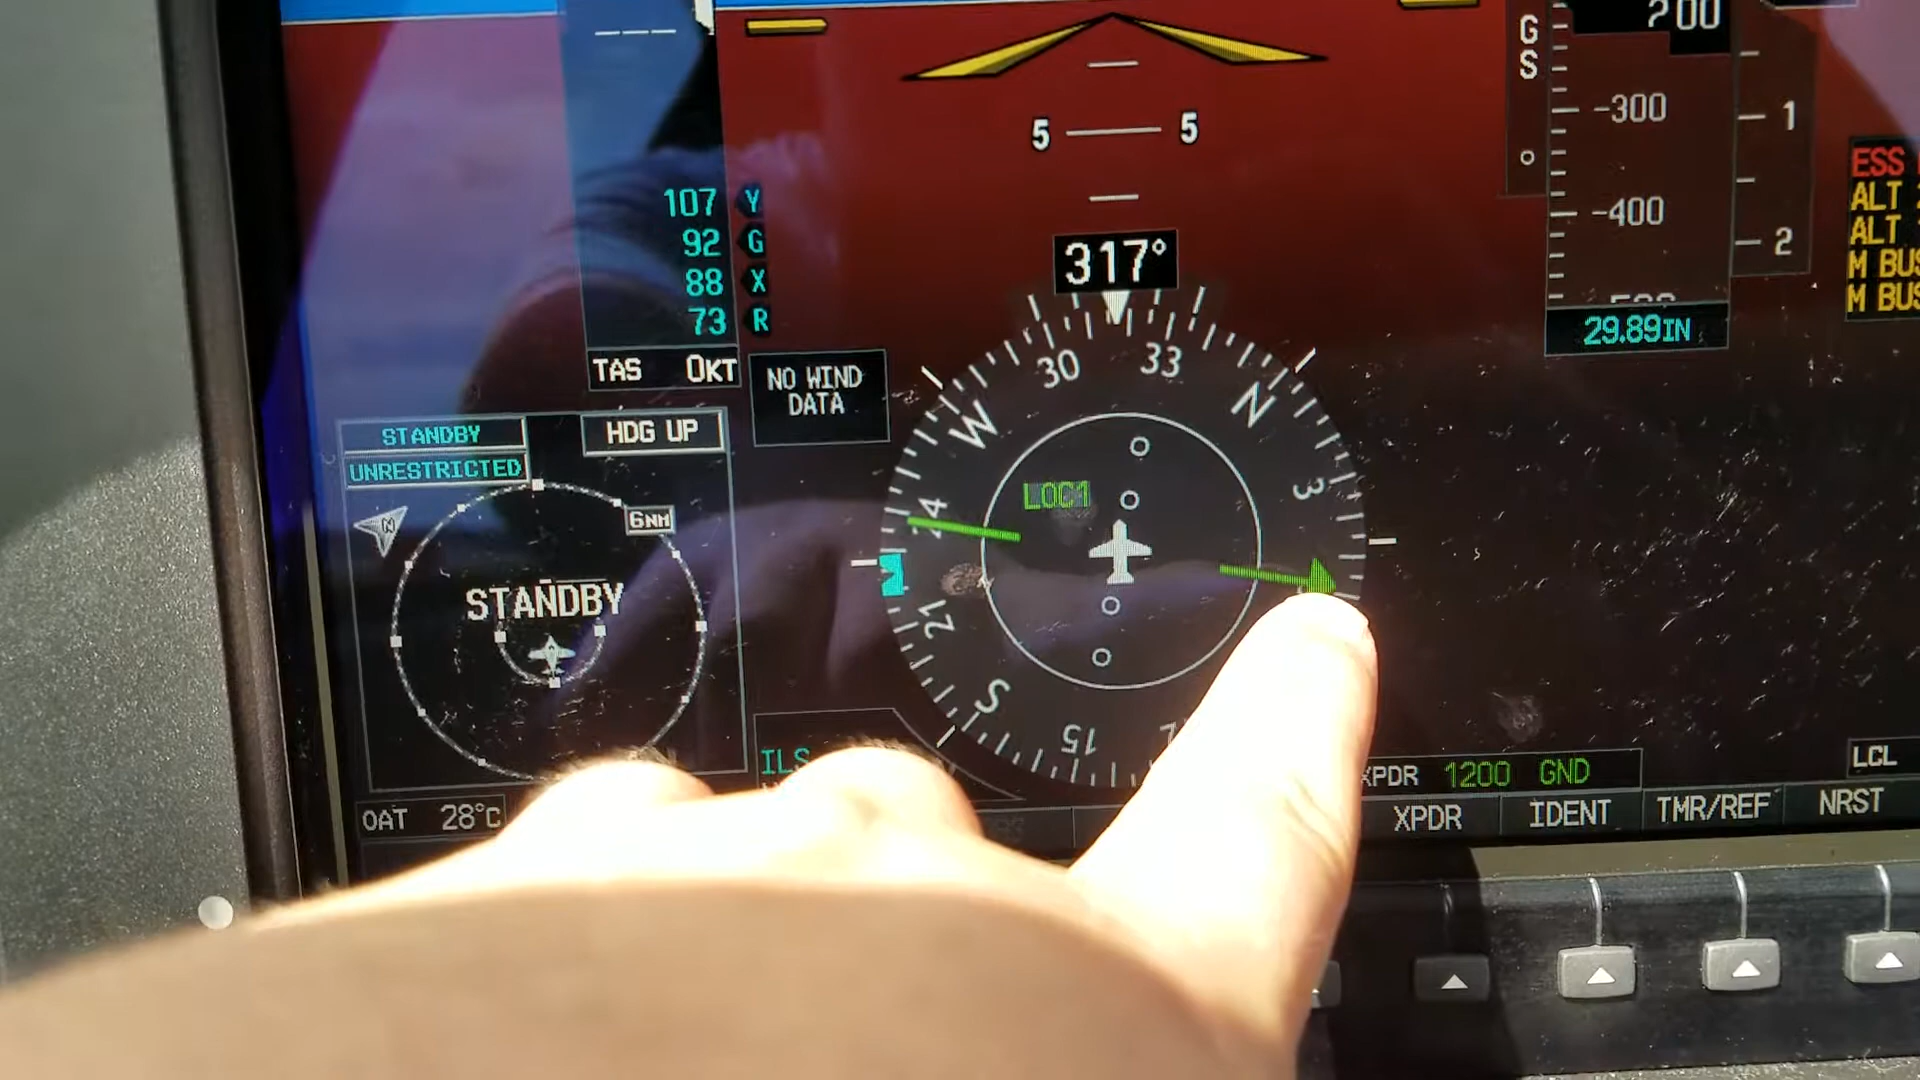 200
G
S
-300
1
5 5
ESS
ALT
107 Y
-400
ALT
92 G
2
M BUS
317°
88 X
M BUS
73 R
29.89IN
TAS 0KT
NO WIND
DATA
30
33
N
W
3
24
21
S
15
LOC1
STANDBY
HDG UP
UNRESTRICTED
N
6NM
STANDBY
ILS
XPDR 1200 GND
LCL
OAT 28°C
XPDR
IDENT
TMR/REF
NRST